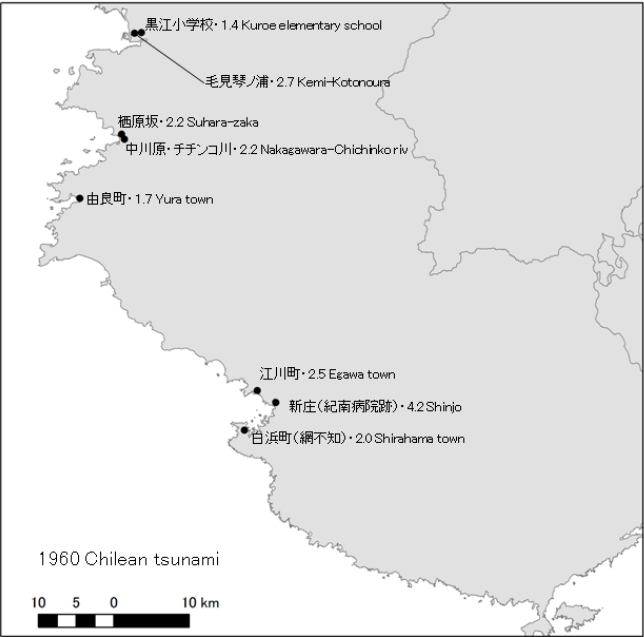 黒江小学校・1.4 Kuroe elementary school
毛見琴ノ浦・2.7 Kemi-Kotonoura
栖原坂・2.2 Suhara-zaka
中川原・チチンコ川・2.2 Nakagawara-Chichinko riv
由良町・1.7 Yura town
江川町・2.5 Egawa town
新庄(紀南病院跡)・4.2 Shinjo
白浜町(綱不知)・2.0 Shirahama town
1960 Chilean tsunami
10 5 0 10 km